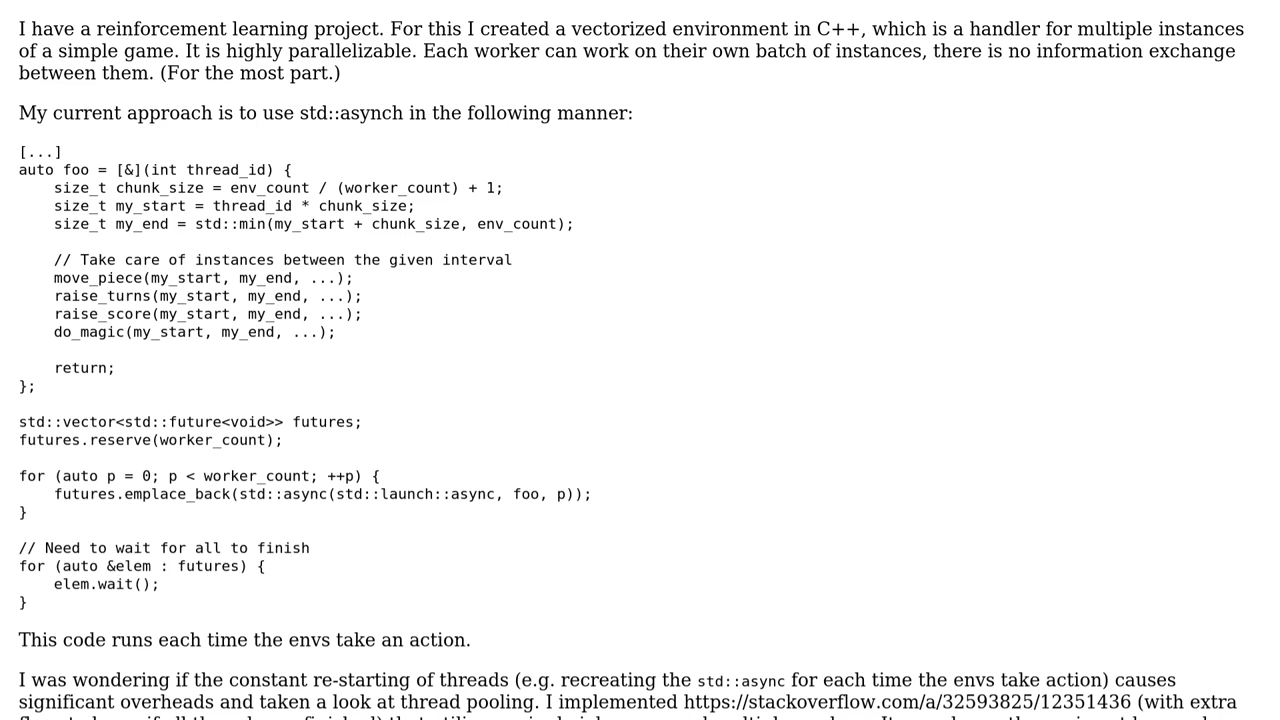 I have a reinforcement learning project. For this I created a vectorized environment in C++, which is a handler for multiple instances
of a simple game. It is highly parallelizable. Each worker can work on their own batch of instances, there is no information exchange
between them. (For the most part.)
My current approach is to use std::asynch in the following manner:
[...]
auto foo = [&](int thread_id) {
    size_t chunk_size = env_count / (worker_count) + 1;
    size_t my_start = thread_id * chunk_size;
    size_t my_end = std::min(my_start + chunk_size, env_count);
    // Take care of instances between the given interval
    move_piece(my_start, my_end, ...);
    raise_turns(my_start, my_end, ...);
    raise_score(my_start, my_end, ...);
    do_magic(my_start, my_end, ...);
    return;
};
std::vector<std::future<void>> futures;
futures.reserve(worker_count);
for (auto p = 0; p < worker_count; ++p) {
    futures.emplace_back(std::async(std::launch::async, foo, p));
}
// Need to wait for all to finish
for (auto &elem : futures) {
    elem.wait();
}
This code runs each time the envs take an action.
I was wondering if the constant re-starting of threads (e.g. recreating the std::async for each time the envs take action) causes
significant overheads and taken a look at thread pooling. I implemented https://stackoverflow.com/a/32593825/12351436 (with extra